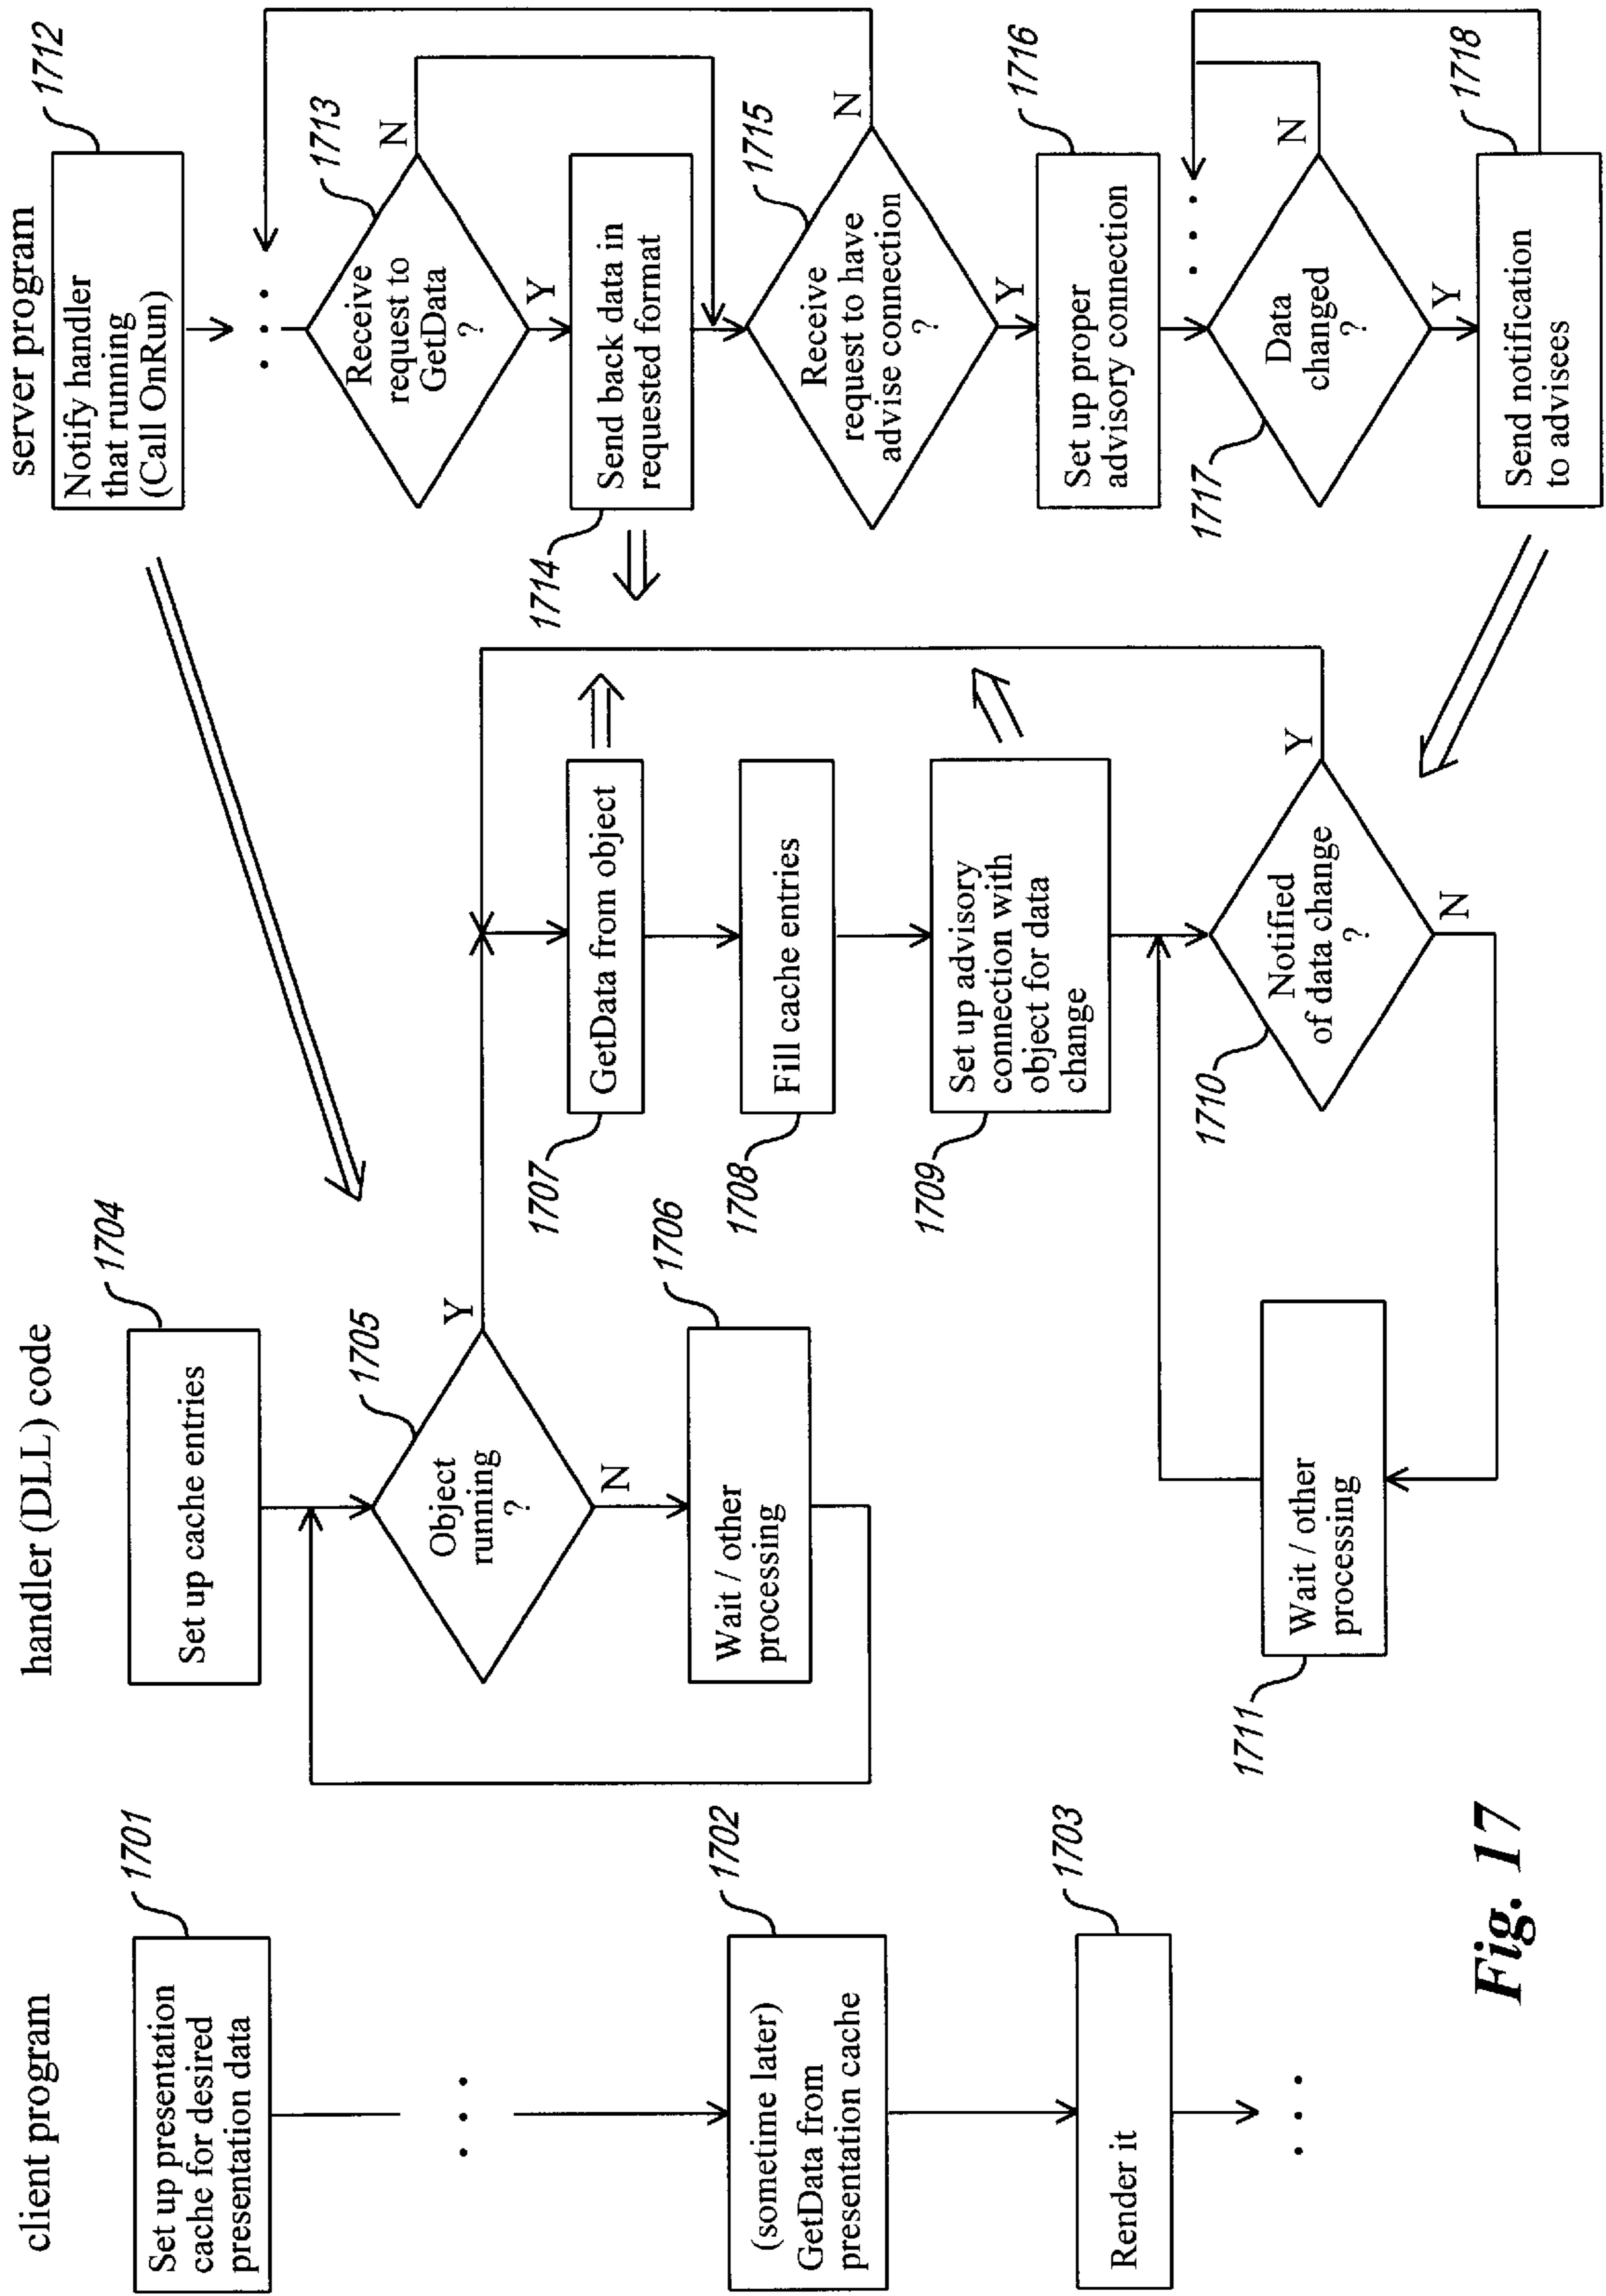 client program
1701
Set up presentation
cache for desired
presentation data
. . .
1702
(sometime later)
GetData from
presentation cache
1703
Render it
. . .
handler (DLL) code
1704
Set up cache entries
1705
Object
running
?
Y
N
1706
Wait / other
processing
1707
GetData from object
1708
Fill cache entries
1709
Set up advisory
connection with
object for data
change
1710
Notified
of data change
?
Y
N
1711
Wait / other
processing
server program
1712
Notify handler
that running
(Call OnRun)
. . .
1713
Receive
request to
GetData
?
N
Y
1714
Send back data in
requested format
1715
Receive
request to have
advise connection
?
N
Y
1716
Set up proper
advisory connection
. . .
1717
Data
changed
?
N
Y
1718
Send notification
to advisees
Fig. 17